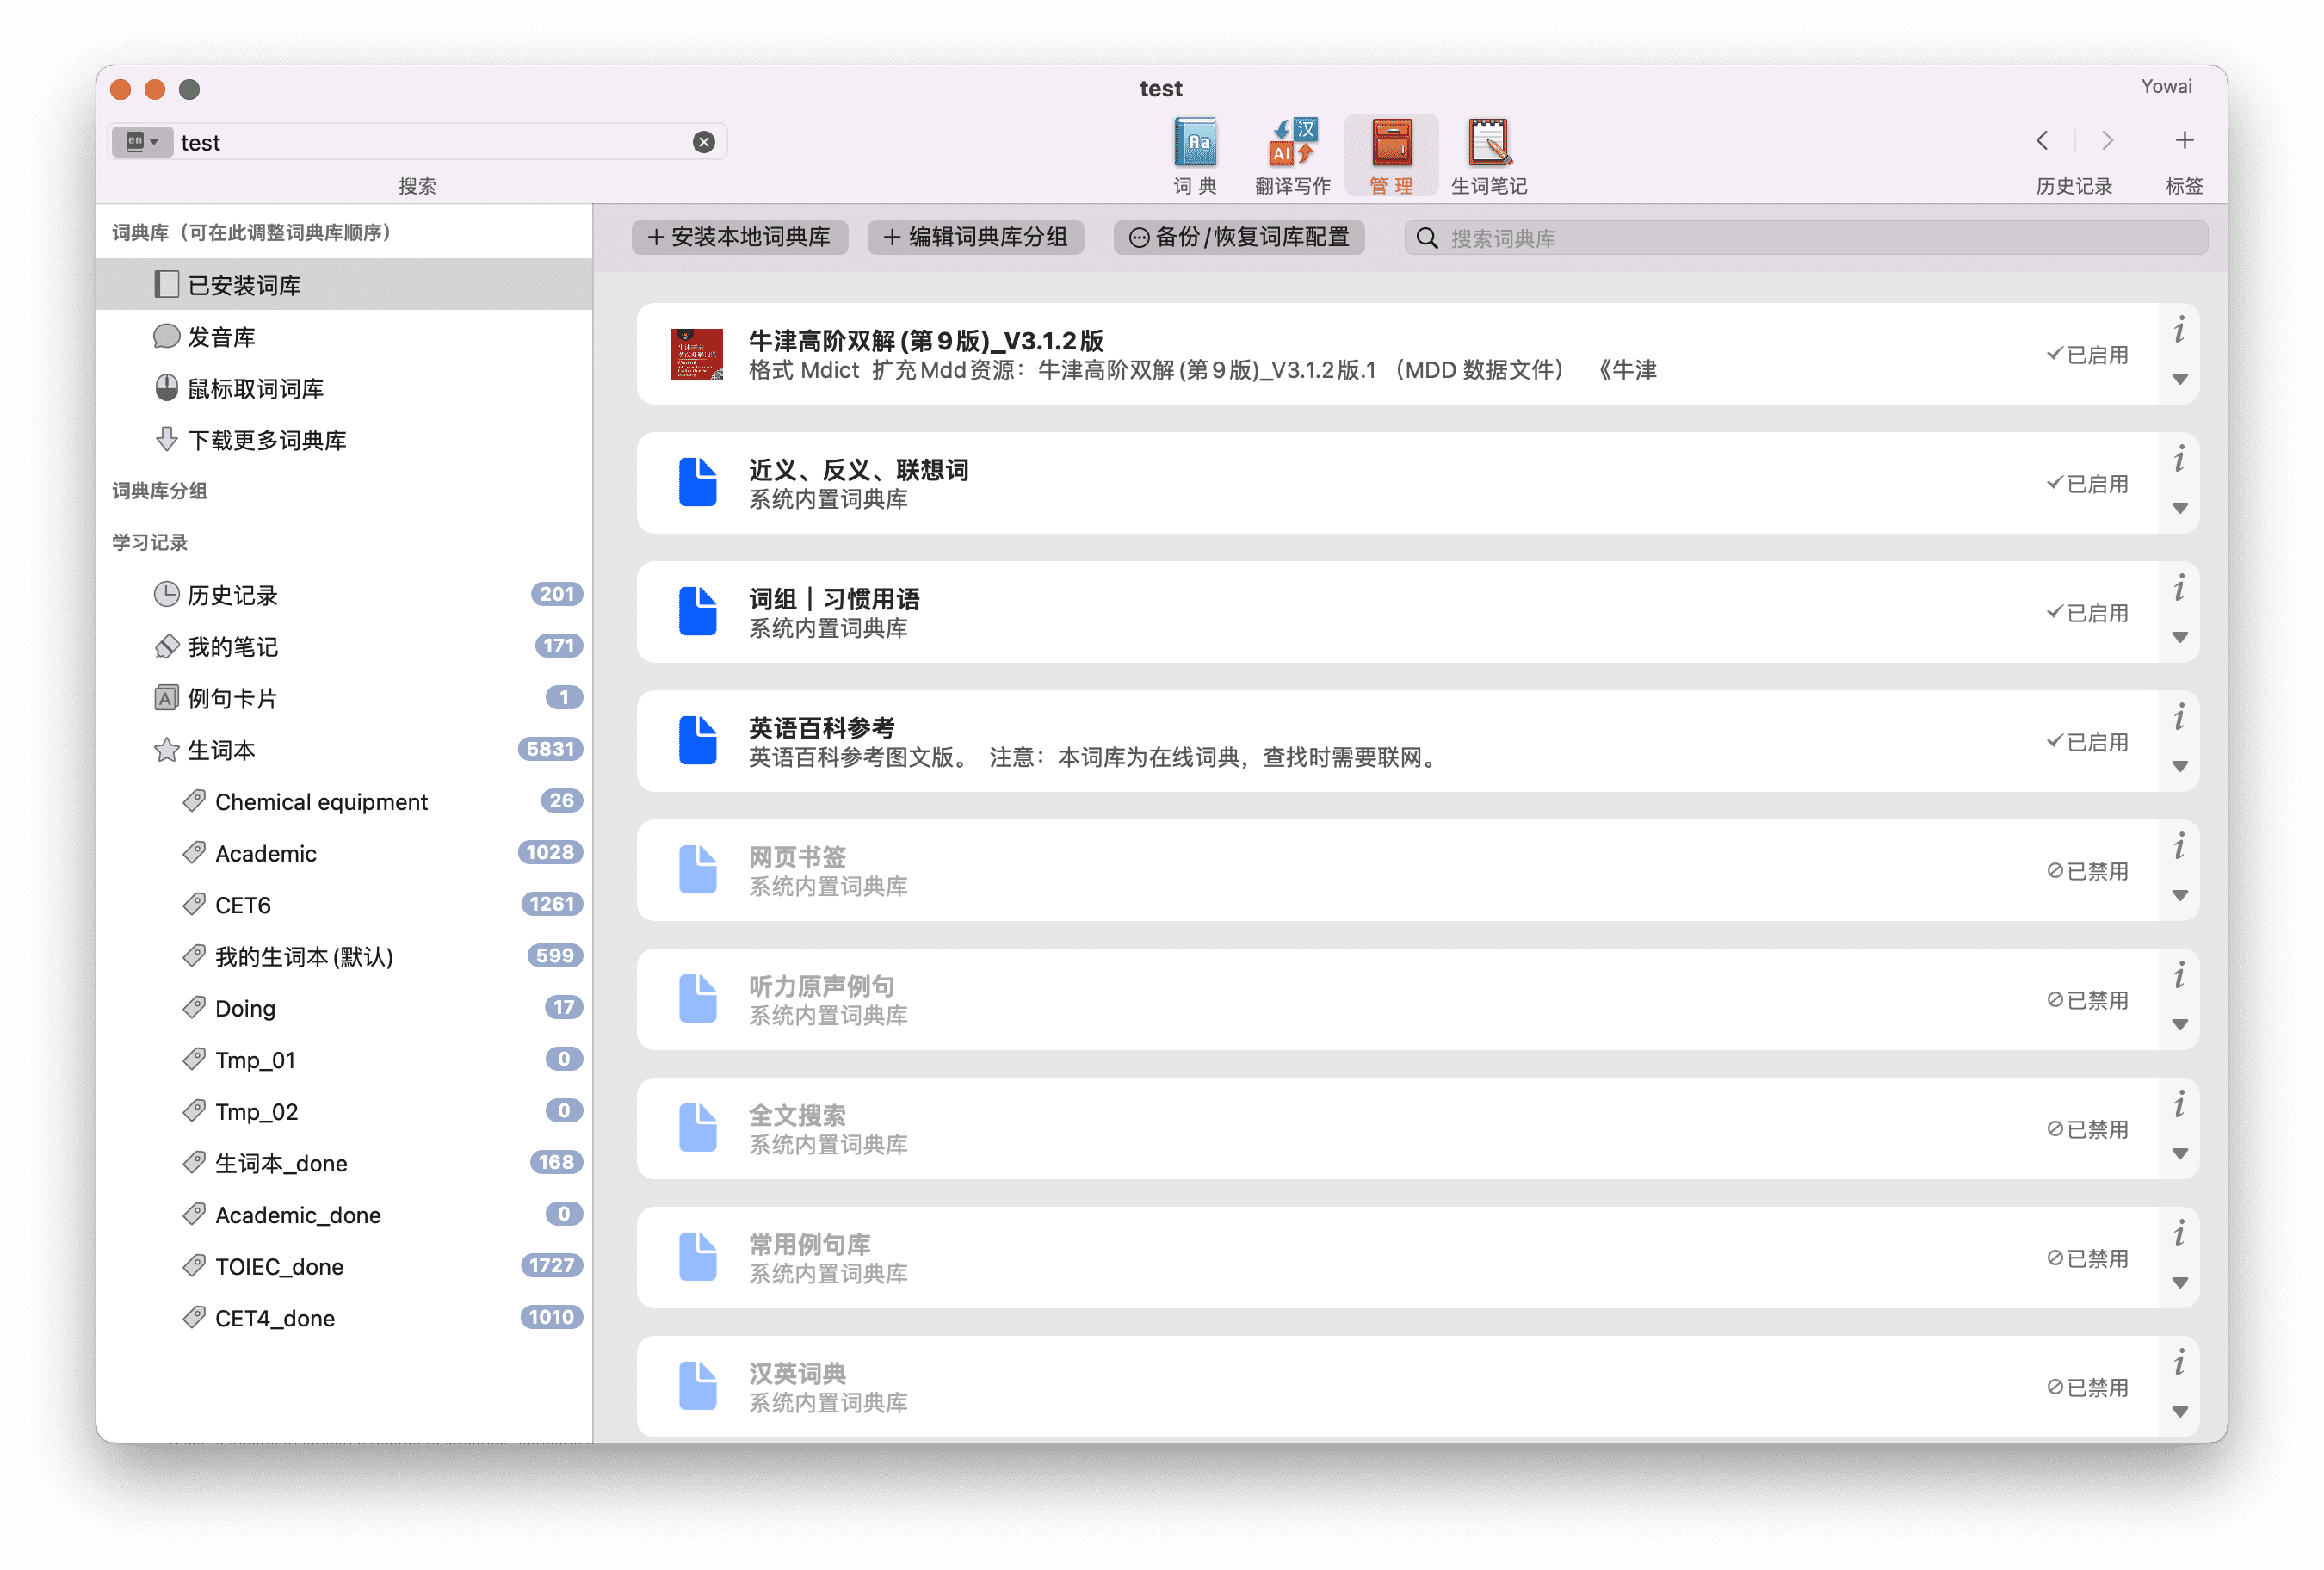 test
Yowai
en
test
搜索
Aa
词典
汉
AI
翻译写作
管理
生词笔记
历史记录
标签
词典库（可在此调整词典库顺序）
已安装词库
发音库
鼠标取词词库
下载更多词典库
词典库分组
学习记录
历史记录 201
我的笔记 171
A
例句卡片 1
生词本 5831
Chemical equipment 26
Academic 1028
CET6 1261
我的生词本(默认) 599
Doing 17
Tmp_01 0
Tmp_02 0
生词本_done 168
Academic_done 0
TOIEC_done 1727
CET4_done 1010
安装本地词典库
编辑词典库分组
备份/恢复词库配置
搜索词典库
牛津高阶双解(第9版)_V3.1.2版
格式 Mdict 扩充Mdd资源：牛津高阶双解(第9版)_V3.1.2版.1 （MDD 数据文件） 《牛津
已启用
i
近义、反义、联想词
系统内置词典库
已启用
i
词组｜习惯用语
系统内置词典库
已启用
i
英语百科参考
英语百科参考图文版。 注意：本词库为在线词典，查找时需要联网。
已启用
i
网页书签
系统内置词典库
已禁用
i
听力原声例句
系统内置词典库
已禁用
i
全文搜索
系统内置词典库
已禁用
i
常用例句库
系统内置词典库
已禁用
i
汉英词典
系统内置词典库
已禁用
i